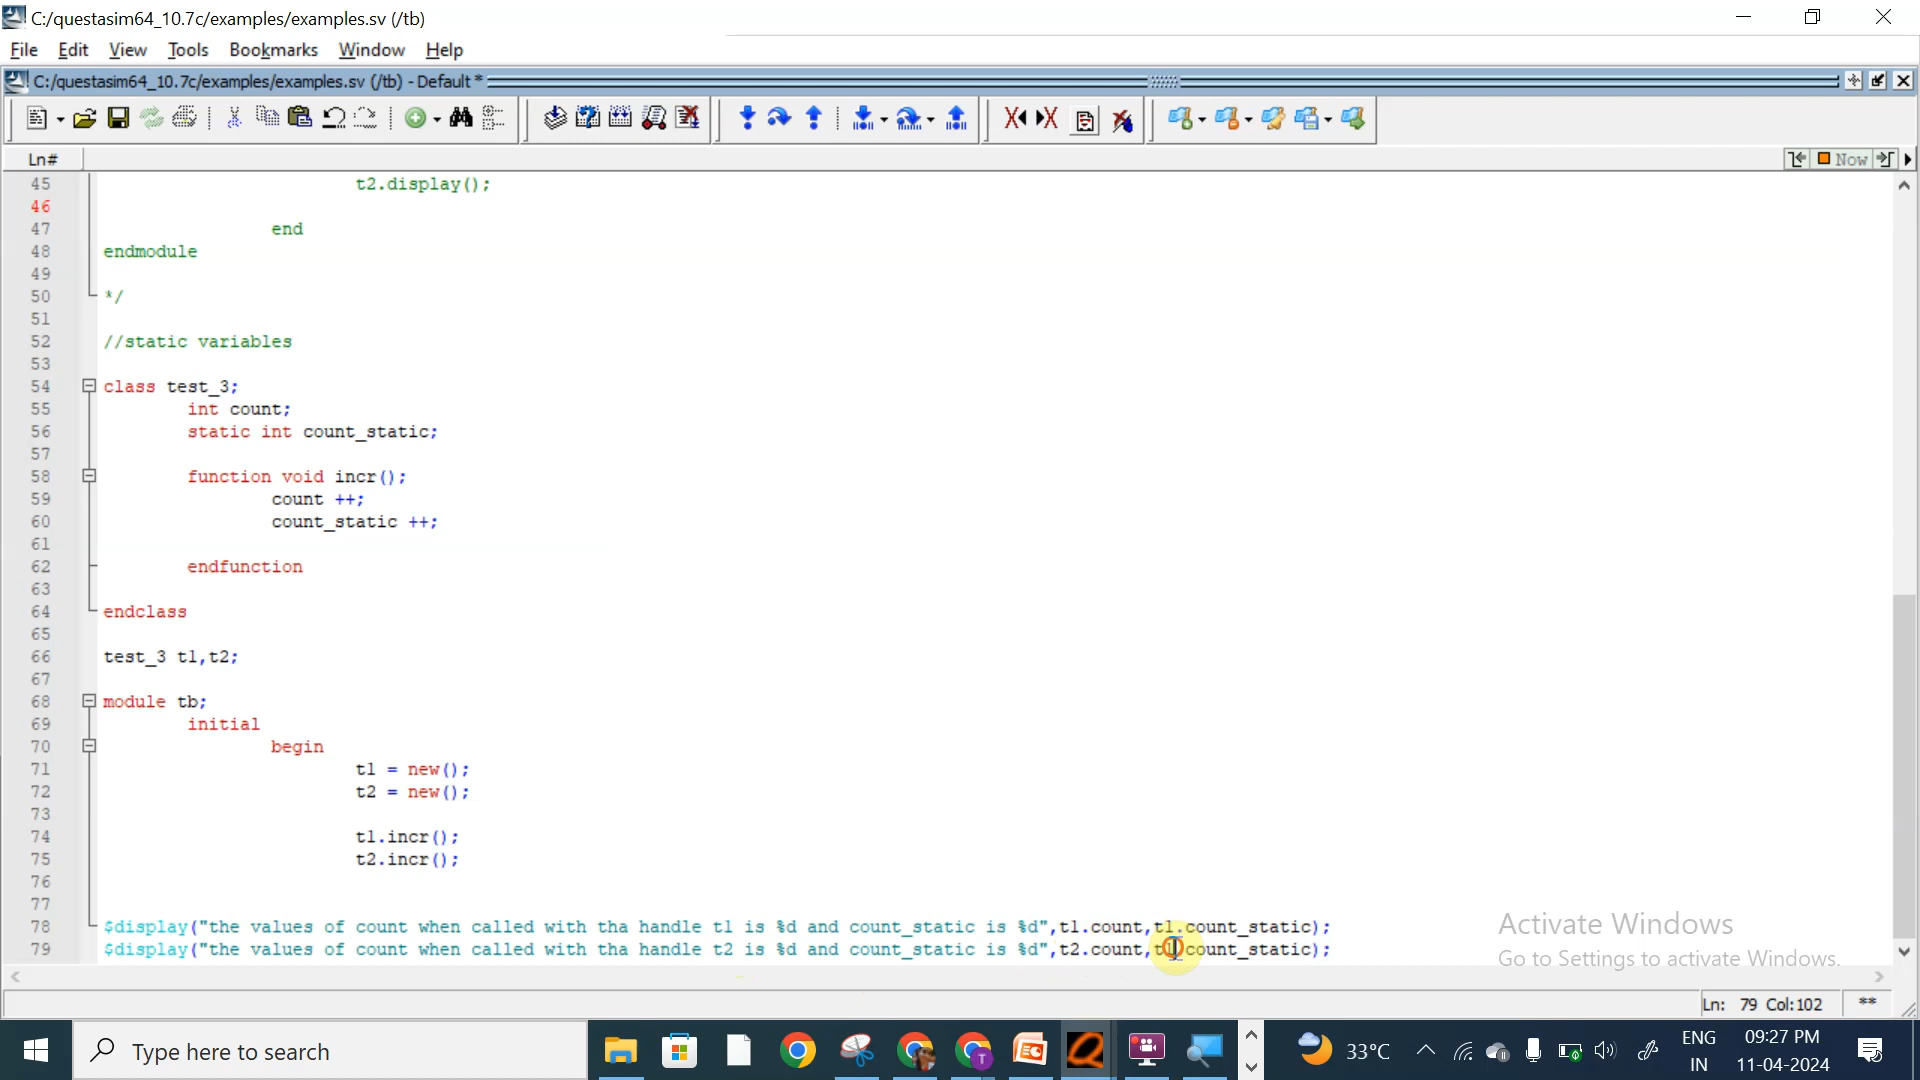 C:/questasim64_10.7c/examples/examples.sv (/tb)
File Edit View Tools Bookmarks Window Help
C:/questasim64_10.7c/examples/examples.sv (/tb) - Default *
Ln# Now
45 t2.display();
46
47 end
48 endmodule
49
50 */
51
52 //static variables
53
54 class test_3;
55 int count;
56 static int count_static;
57
58 function void incr();
59 count ++;
60 count_static ++;
61
62 endfunction
63
64 endclass
65
66 test_3 t1,t2;
67
68 module tb;
69 initial
70 begin
71 t1 = new();
72 t2 = new();
73
74 t1.incr();
75 t2.incr();
76
77
78 $display("the values of count when called with tha handle t1 is %d and count_static is %d",t1.count,t1.count_static);
79 $display("the values of count when called with tha handle t2 is %d and count_static is %d",t2.count,t1.count_static);
Activate Windows
Go to Settings to activate Windows.
Ln: 79 Col:102 **
Type here to search
33°C
ENG
IN
09:27 PM
11-04-2024